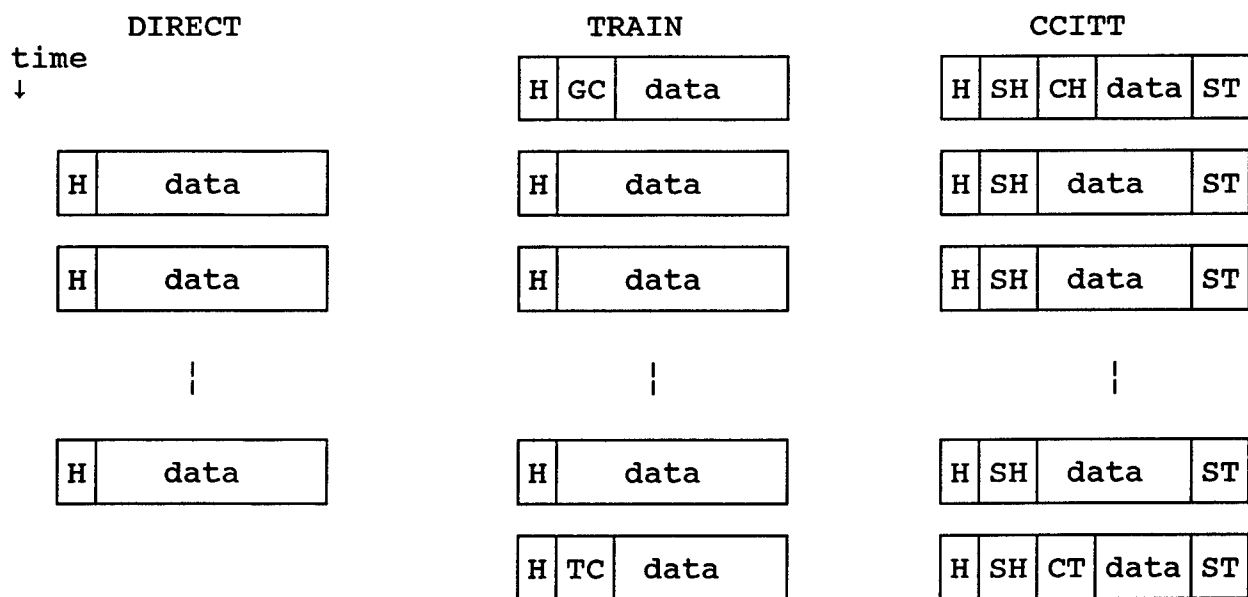 DIRECT TRAIN CCITT
time
↓
H GC data H SH CH data ST
H data H data H SH data ST
H data H data H SH data ST
H data H data H SH data ST
H TC data H SH CT data ST